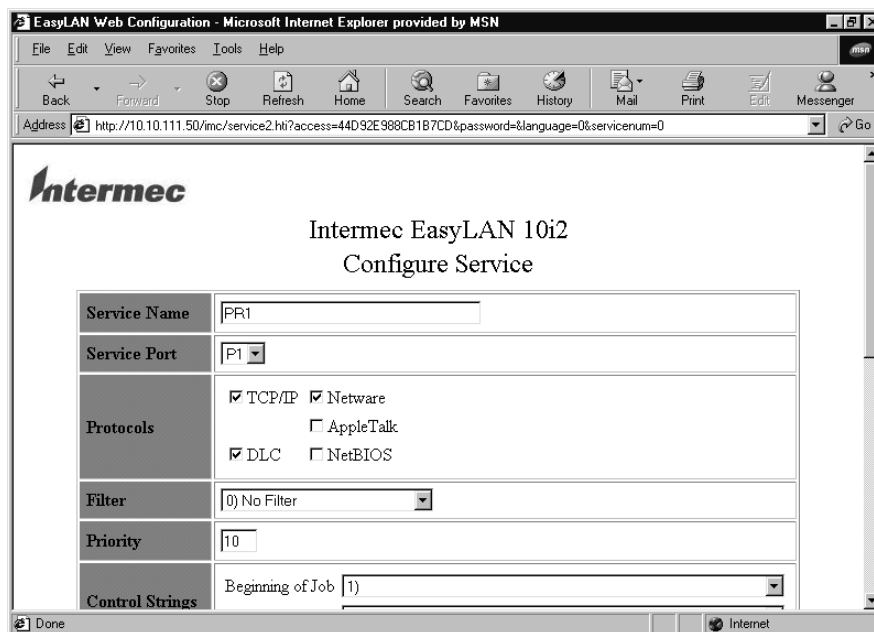 EasyLAN Web Configuration - Microsoft Internet Explorer provided by MSN
File Edit View Favorites Tools Help
msn
Back Forward Stop Refresh Home Search Favorites History Mail Print Edit Messenger
Address http://10.10.111.50/imc/service2.hti?access=44D92E988CB1B7CD&password=&language=0&servicenum=0 Go
Intermec
Intermec EasyLAN 10i2
Configure Service
Service Name PR1
Service Port P1
TCP/IP Netware
Protocols AppleTalk
DLC NetBIOS
Filter 0) No Filter
Priority 10
Beginning of Job 1)
Control Strings
Done Internet